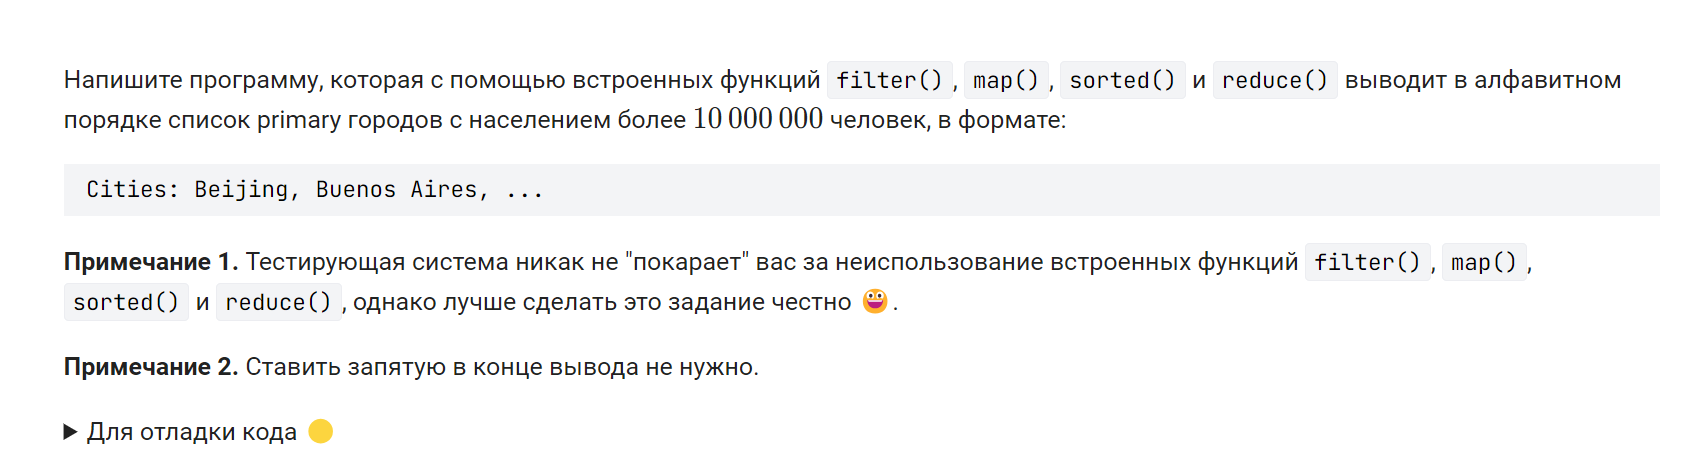 Напишите программу, которая с помощью встроенных функций filter(), map(), sorted() и reduce() выводит в алфавитном
порядке список primary городов с населением более 10 000 000 человек, в формате:
Cities: Beijing, Buenos Aires, ...
Примечание 1. Тестирующая система никак не "покарает" вас за неиспользование встроенных функций filter(), map(),
sorted() и reduce(), однако лучше сделать это задание честно 😀.
Примечание 2. Ставить запятую в конце вывода не нужно.
Для отладки кода